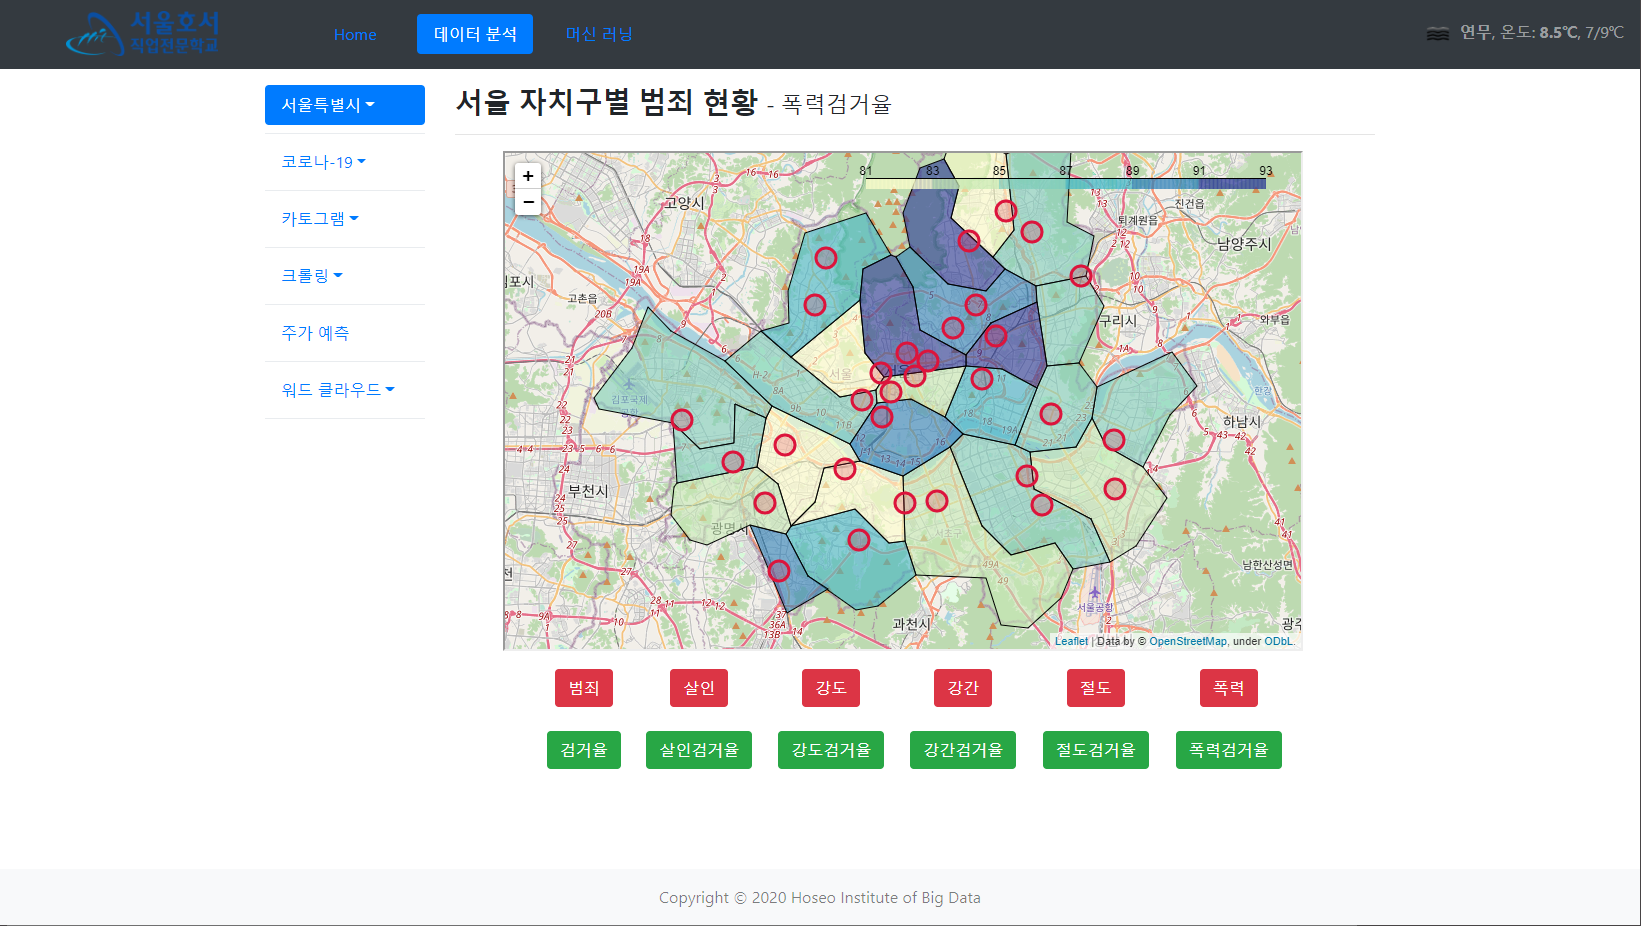 서울호서
직업전문학교
Home
데이터 분석
머신 러닝
연무, 온도: 8.5℃, 7/9℃
서울특별시
코로나-19
카토그램
크롤링
주가 예측
워드 클라우드
서울 자치구별 범죄 현황 - 폭력검거율
+
−
81 83 85 87 89 91 93
고양시
진건읍
퇴계원읍
남양주시
고촌읍
구리시
와부읍
서울
김포국제
공항
한강
하남시
부천시
광명시
서초구
남한산성면
서울공항
과천시
Leaflet | Data by © OpenStreetMap, under ODbL.
범죄
살인
강도
강간
절도
폭력
검거율
살인검거율
강도검거율
강간검거율
절도검거율
폭력검거율
Copyright © 2020 Hoseo Institute of Big Data